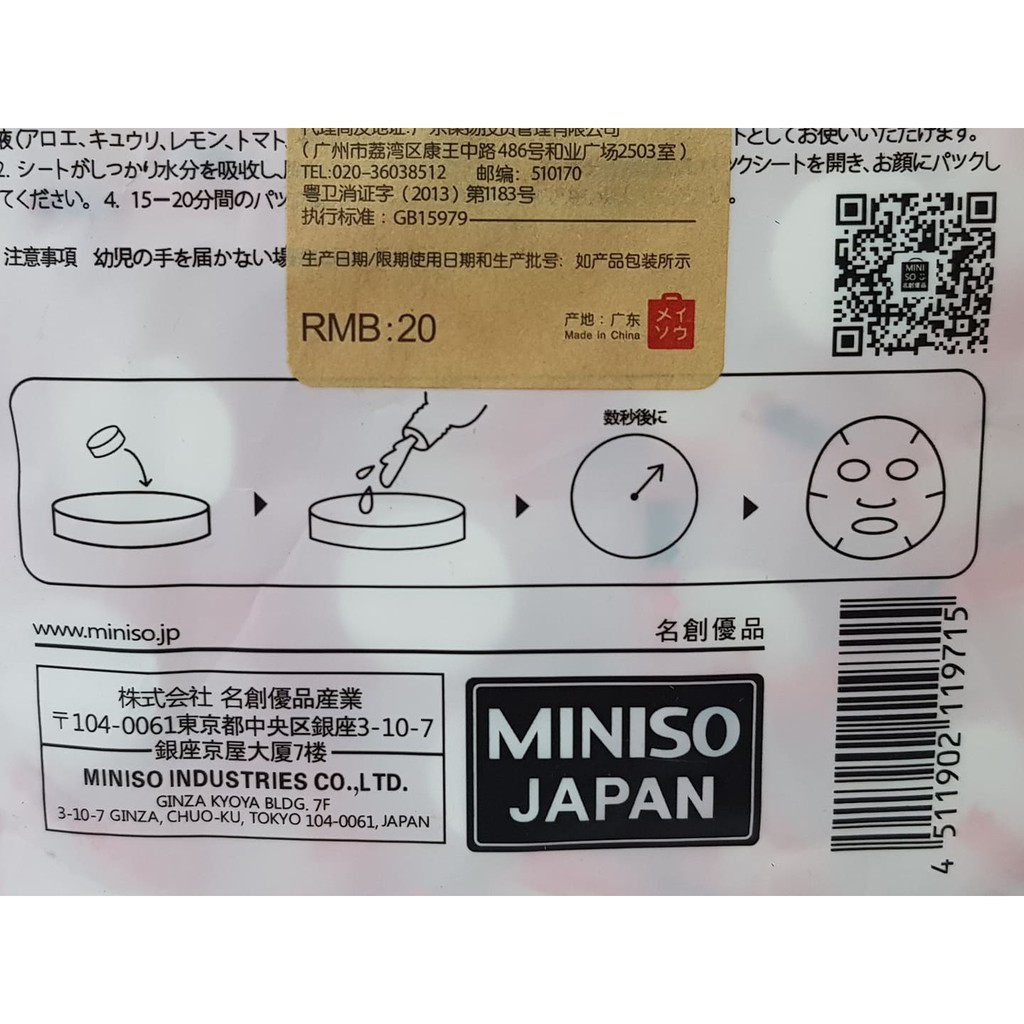 液(アロエ、キュウリ、レモン、トマト
トとしてお使いいただけます。
2. シートがしっかり水分を吸収し
ックシートを開き、お顔にパックし
てください。 4. 15ー20分間のパッ
。
注意事項 幼児の手を届かない場
(广州市荔湾区康王中路486号和业广场2503室)
TEL:020-36038512 邮编: 510170
粤卫消证字(2013)第1183号
执行标准: GB15979
生产日期/限期使用日期和生产批号: 如产品包装所示
RMB:20
产地: 广东
Made in China
メイ
ソウ
MINI
SO
名創優品
数秒後に
www.miniso.jp
名創優品
株式会社 名創優品産業
〒104-0061東京都中央区銀座3-10-7
銀座京屋大厦7楼
MINISO INDUSTRIES CO.,LTD.
GINZA KYOYA BLDG. 7F
3-10-7 GINZA, CHUO-KU, TOKYO 104-0061, JAPAN
MINISO
JAPAN
4511902119715